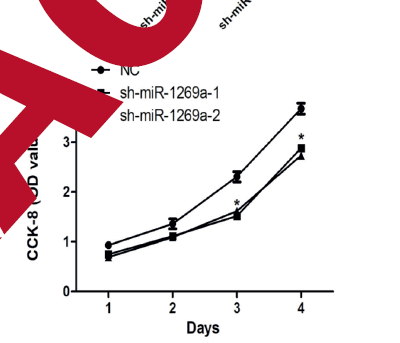 sh-miR
sh-miR
NC
sh-miR-1269a-1
sh-miR-1269a-2
CCK-8 (OD
3
2
1
0
*
*
1 2 3 4
Days